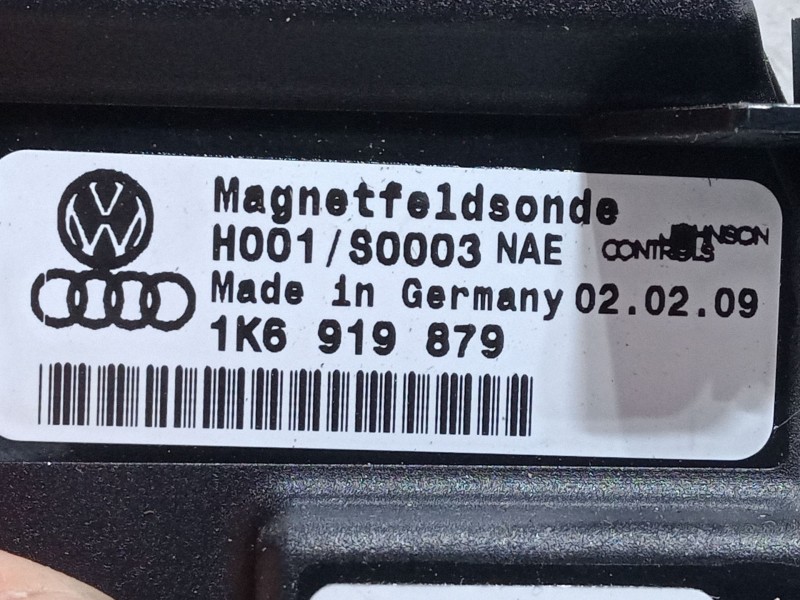 Magnetfeldsonde
H001/S0003 NAE
JOHNSON
CONTROLS
Made in Germany 02.02.09
1K6 919 879